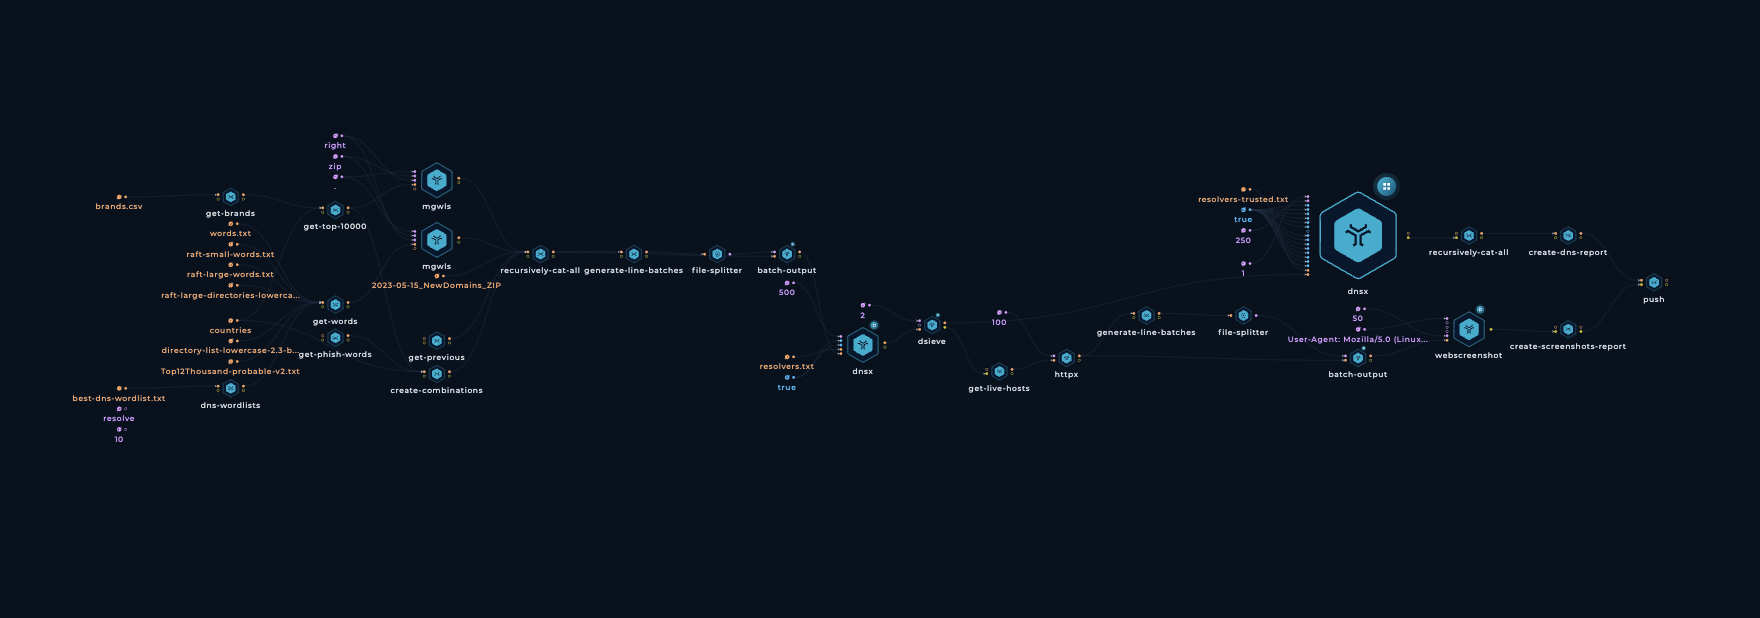 right
zip
-
brands.csv
get-brands
get-top-10000
mgwls
words.txt
raft-small-words.txt
raft-large-words.txt
raft-large-directories-lowerca...
mgwls
2023-05-15_NewDomains_ZIP
get-words
countries
directory-list-lowercase-2.3-b...
get-phish-words
Top12Thousand-probable-v2.txt
get-previous
create-combinations
best-dns-wordlist.txt
dns-wordlists
resolve
10
recursively-cat-all
generate-line-batches
file-splitter
batch-output
500
2
resolvers.txt
true
dnsx
dsieve
100
get-live-hosts
httpx
generate-line-batches
file-splitter
resolvers-trusted.txt
true
250
1
dnsx
50
User-Agent: Mozilla/5.0 (Linux...
batch-output
webscreenshot
recursively-cat-all
create-dns-report
create-screenshots-report
push